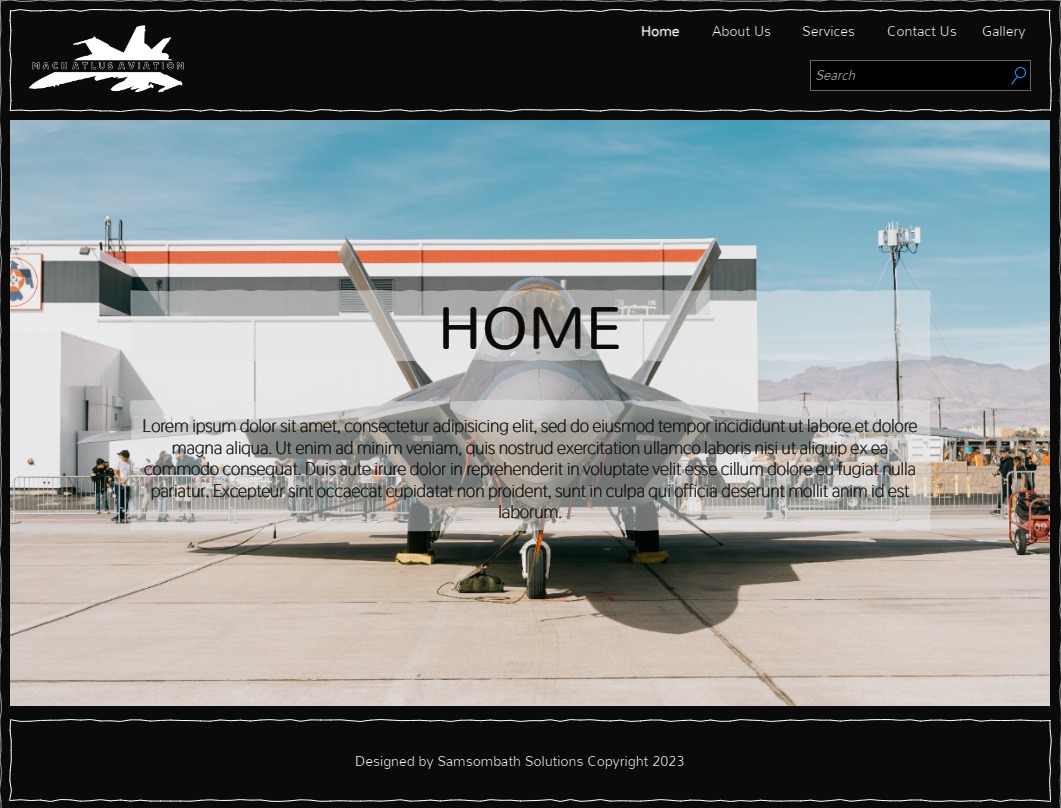 MACH ATLUS AVIATION
Home About Us Services Contact Us Gallery
Search
HOME
Lorem ipsum dolor sit amet, consectetur adipisicing elit, sed do eiusmod tempor incididunt ut labore et dolore
magna aliqua. Ut enim ad minim veniam, quis nostrud exercitation ullamco laboris nisi ut aliquip ex ea
commodo consequat. Duis aute irure dolor in reprehenderit in voluptate velit esse cillum dolore eu fugiat nulla
pariatur. Excepteur sint occaecat cupidatat non proident, sunt in culpa qui officia deserunt mollit anim id est
laborum.
09
Designed by Samsombath Solutions Copyright 2023